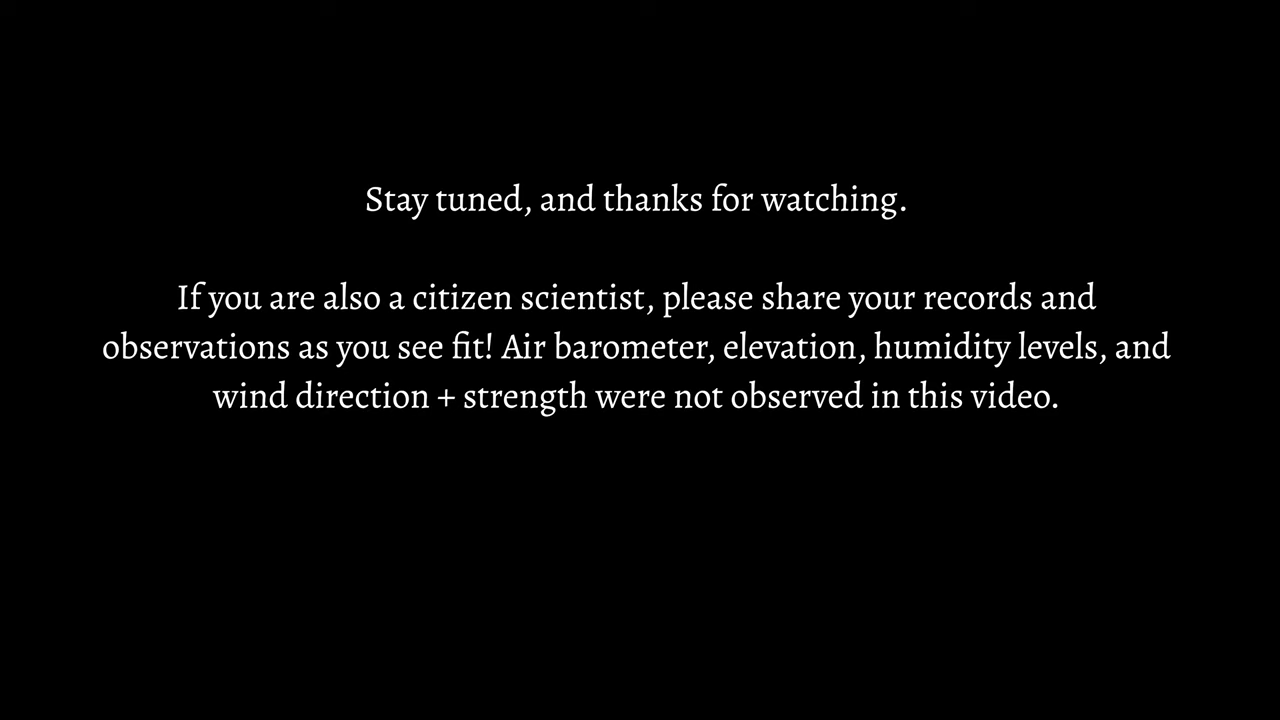 Stay tuned, and thanks for watching.
If you are also a citizen scientist, please share your records and
observations as you see fit! Air barometer, elevation, humidity levels, and
wind direction + strength were not observed in this video.